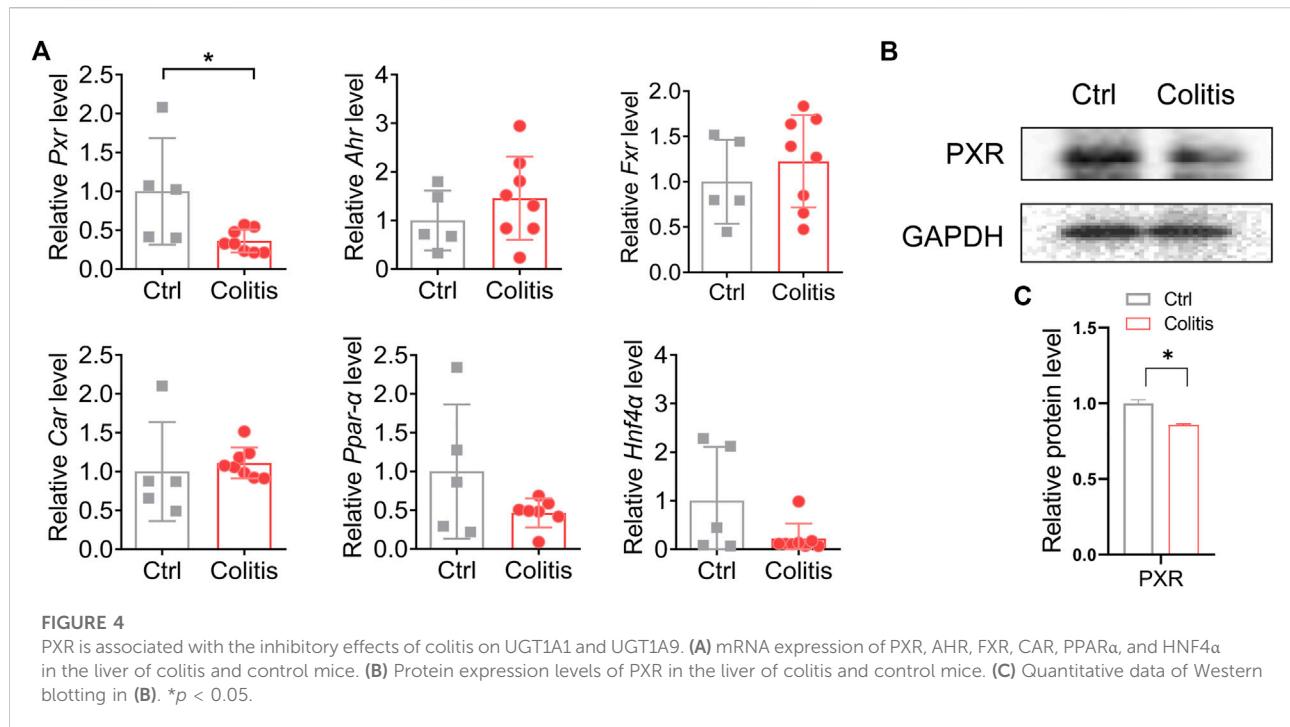 A
*
Relative Pxr level
2.5
2.0
1.5
1.0
0.5
0.0
Ctrl Colitis
Relative Ahr level
4
3
2
1
0
Ctrl Colitis
Relative Fxr level
2.0
1.5
1.0
0.5
0.0
Ctrl Colitis
Relative Car level
2.5
2.0
1.5
1.0
0.5
0.0
Ctrl Colitis
Relative Ppar-α level
2.5
2.0
1.5
1.0
0.5
0.0
Ctrl Colitis
Relative Hnf4α level
4
3
2
1
0
Ctrl Colitis
B
Ctrl Colitis
PXR
GAPDH
C
Ctrl
Colitis
Relative protein level
1.5
1.0
0.5
0.0
*
PXR
FIGURE 4
PXR is associated with the inhibitory effects of colitis on UGT1A1 and UGT1A9. (A) mRNA expression of PXR, AHR, FXR, CAR, PPARα, and HNF4α
in the liver of colitis and control mice. (B) Protein expression levels of PXR in the liver of colitis and control mice. (C) Quantitative data of Western
blotting in (B). *p < 0.05.